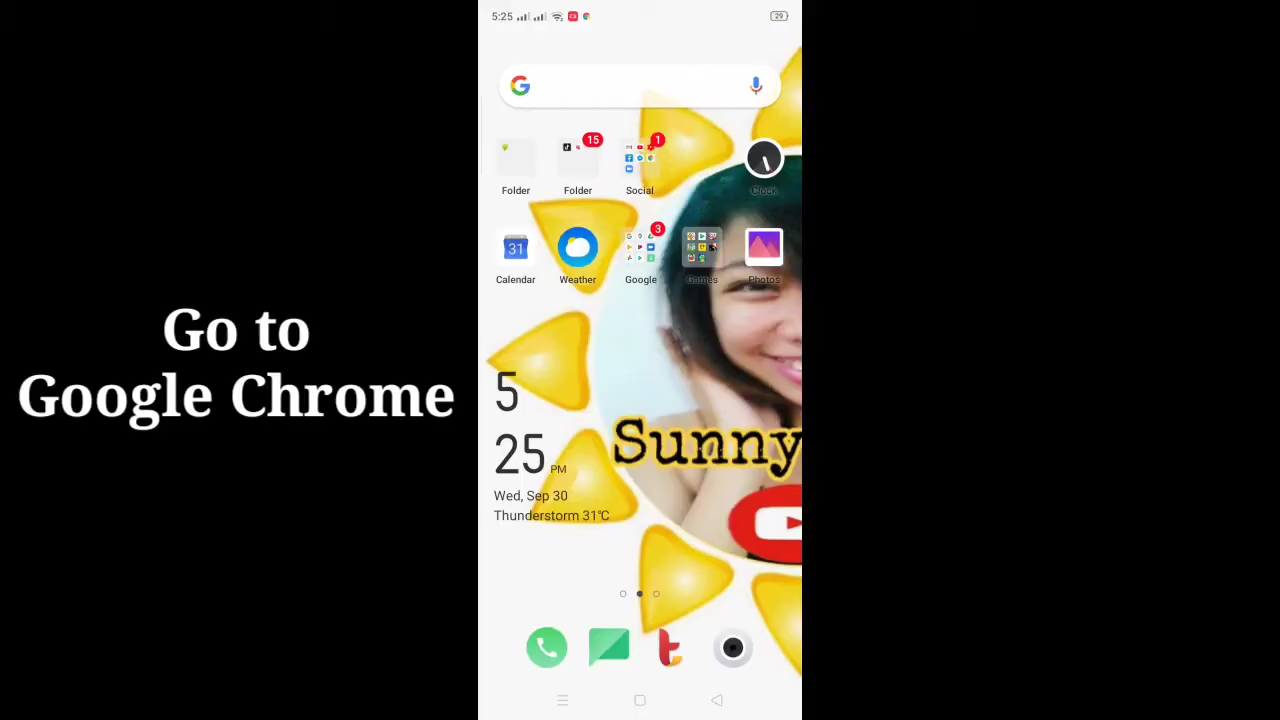 5:25
29
15
1
Folder
Folder
Social
Clock
31
3
Calendar
Weather
Google
Games
Photos
Go to
Google Chrome
5
25 PM
Sunny
Wed, Sep 30
Thunderstorm 31℃